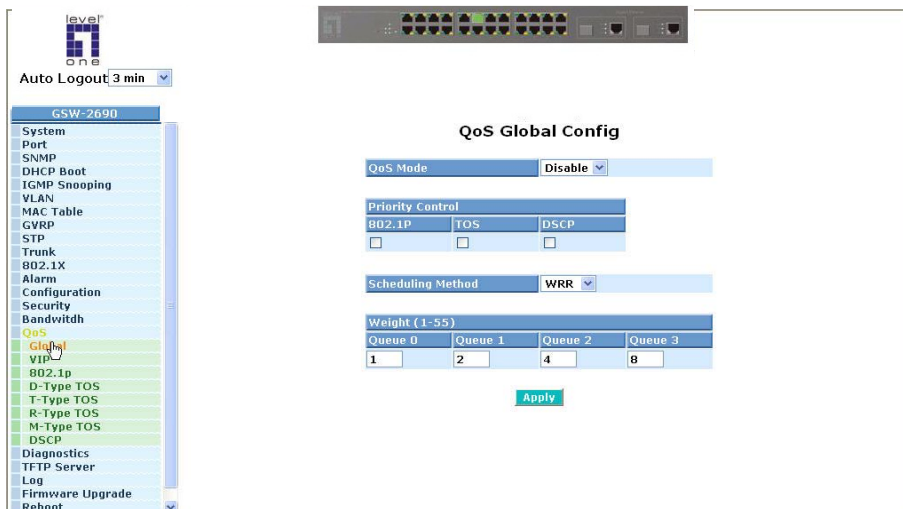 level
one
Auto Logout 3 min
GSW-2690
System
Port
SNMP
DHCP Boot
IGMP Snooping
VLAN
MAC Table
GVRP
STP
Trunk
802.1X
Alarm
Configuration
Security
Bandwitdh
QoS
Global
VIP
802.1p
D-Type TOS
T-Type TOS
R-Type TOS
M-Type TOS
DSCP
Diagnostics
TFTP Server
Log
Firmware Upgrade
Reboot
QoS Global Config
QoS Mode Disable
Priority Control
802.1P TOS DSCP
Scheduling Method WRR
Weight (1-55)
Queue 0 Queue 1 Queue 2 Queue 3
1 2 4 8
Apply